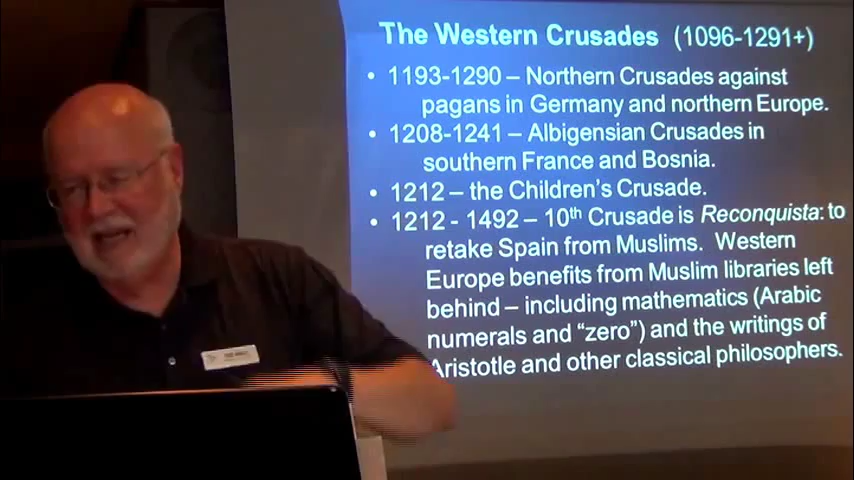 The Western Crusades (1096-1291+)
• 1193-1290 – Northern Crusades against
pagans in Germany and northern Europe.
• 1208-1241 – Albigensian Crusades in
southern France and Bosnia.
• 1212 – the Children's Crusade.
• 1212 - 1492 – 10th Crusade is Reconquista: to
retake Spain from Muslims. Western
Europe benefits from Muslim libraries left
behind – including mathematics (Arabic
numerals and “zero”) and the writings of
Aristotle and other classical philosophers.